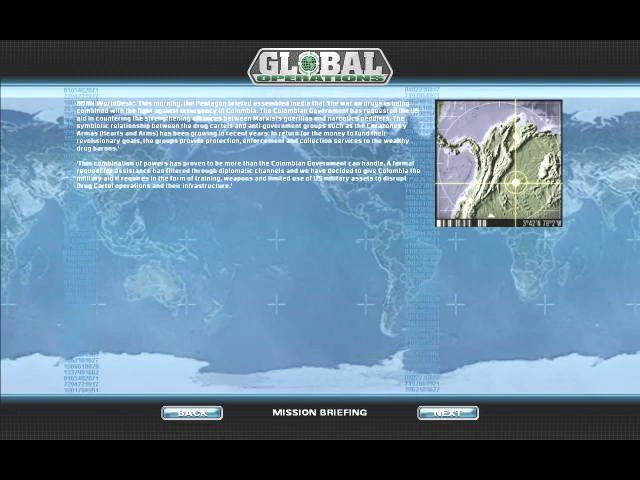 GLOBAL
OPERATIONS
WorldDesk:- This morning, the Pentagon briefed assembled media that 'the war on drugs is being
combined with the fight against insurgency in Colombia. The Colombian Government has requested the US
aid in countering the strengthening alliances between Marxists guerillas and narcotics peddlers. The
symbiotic relationship between the drug cartels and anti-government groups such as the Corazones y
Armas (Hearts and Arms) has been growing in recent years. In return for the money to fund their
revolutionary goals, the groups provide protection, enforcement and collection services to the wealthy
drug barons.'
'This combination of powers has proven to be more than the Colombian Government can handle. A formal
request for assistance has filtered through diplomatic channels and we have decided to give Colombia the
military aid it requires in the form of training, weapons and limited use of US military assets to disrupt
Drug Cartel operations and their infrastructure.'
3°42'N 78°2'W
BACK
MISSION BRIEFING
NEXT